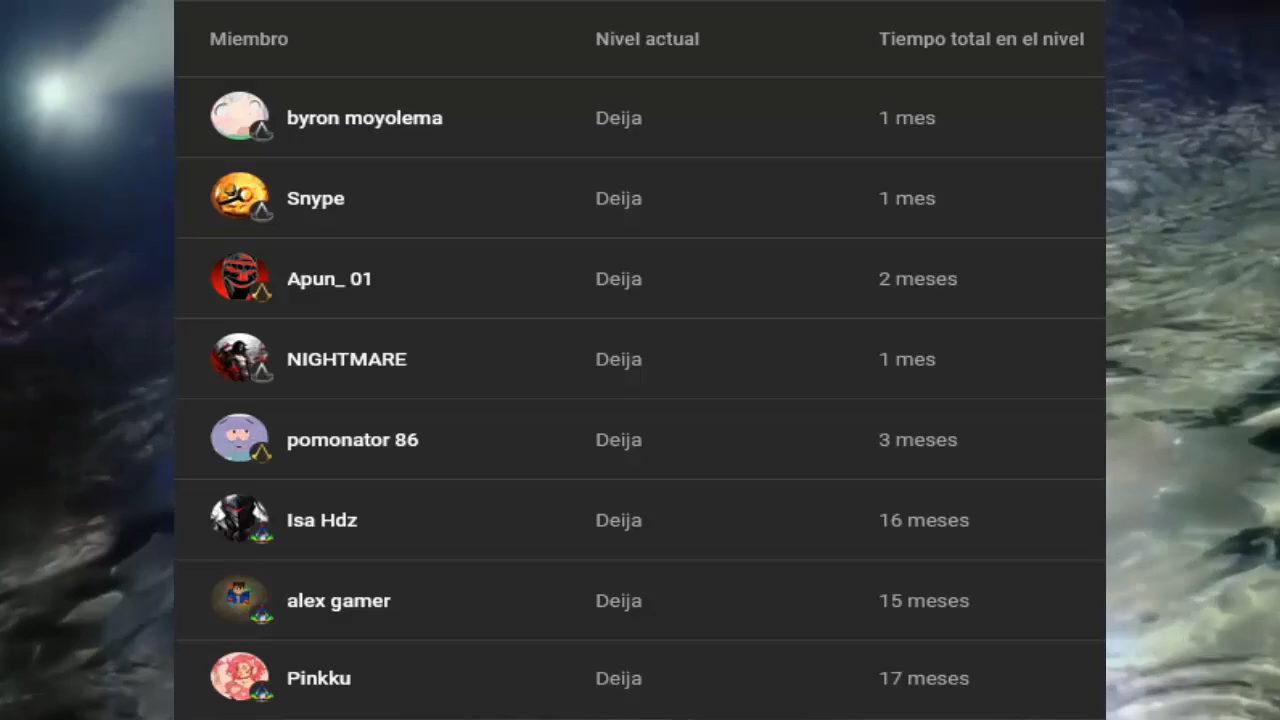 Miembro Nivel actual Tiempo total en el nivel
byron moyolema Deija 1 mes
Snype Deija 1 mes
Apun_ 01 Deija 2 meses
NIGHTMARE Deija 1 mes
pomonator 86 Deija 3 meses
Isa Hdz Deija 16 meses
alex gamer Deija 15 meses
Pinkku Deija 17 meses